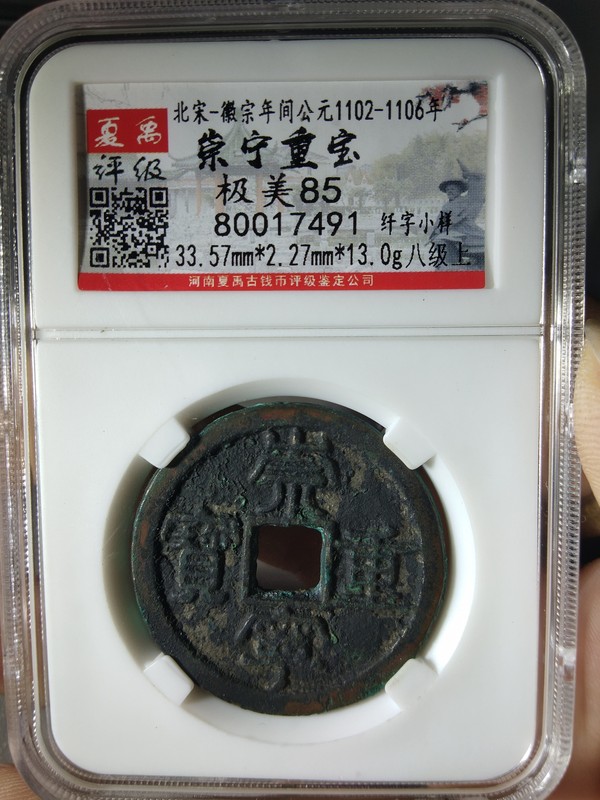 北宋-徽宗年间公元1102-1106年
夏禹
评级
崇宁重宝
极美85
80017491 纤字小样
33.57mm*2.27mm*13.0g八级上
河南夏禹古钱币评级鉴定公司
崇
寶 重
寧